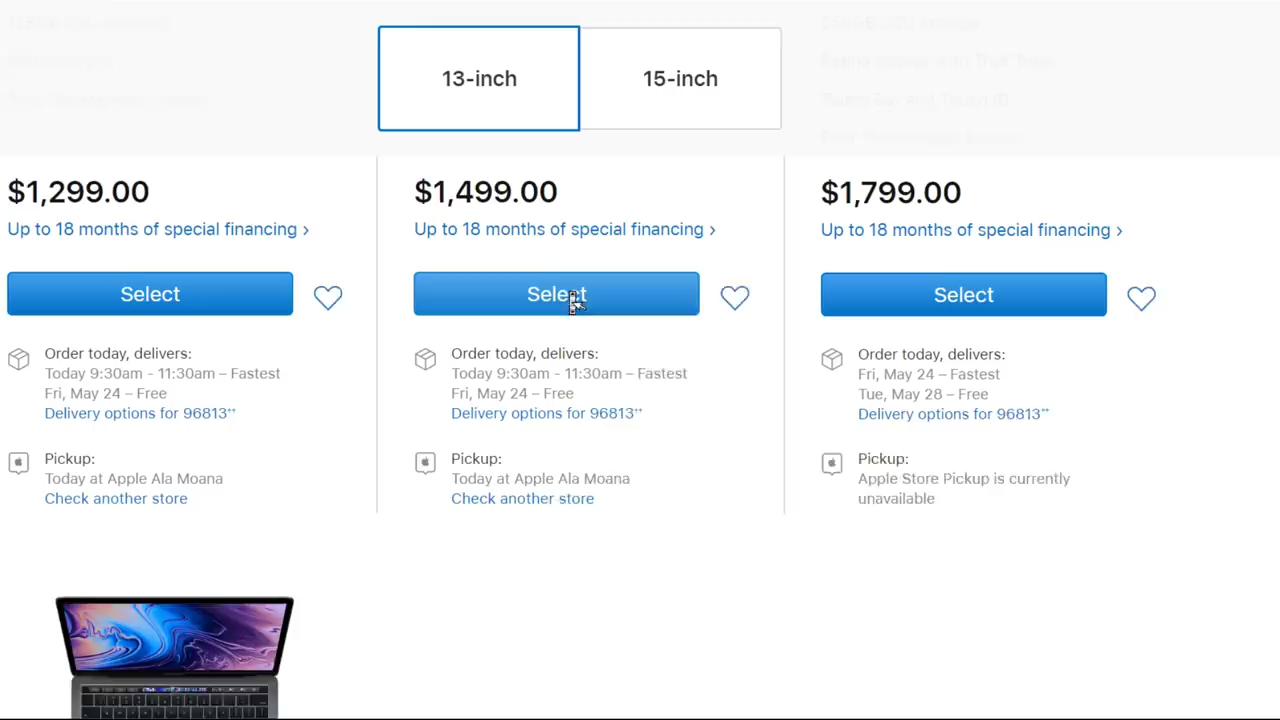 13-inch
15-inch
$1,299.00
Up to 18 months of special financing ›
Select
Order today, delivers:
Today 9:30am - 11:30am – Fastest
Fri, May 24 – Free
Delivery options for 96813⁺⁺
Pickup:
Today at Apple Ala Moana
Check another store
$1,499.00
Up to 18 months of special financing ›
Select
Order today, delivers:
Today 9:30am - 11:30am – Fastest
Fri, May 24 – Free
Delivery options for 96813⁺⁺
Pickup:
Today at Apple Ala Moana
Check another store
$1,799.00
Up to 18 months of special financing ›
Select
Order today, delivers:
Fri, May 24 – Fastest
Tue, May 28 – Free
Delivery options for 96813⁺⁺
Pickup:
Apple Store Pickup is currently
unavailable